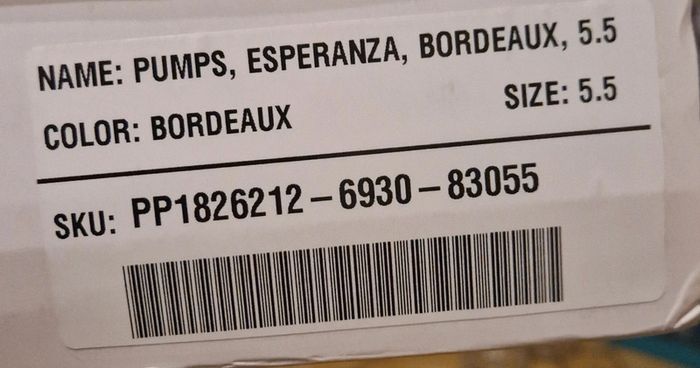 NAME: PUMPS, ESPERANZA, BORDEAUX, 5.5
COLOR: BORDEAUX SIZE: 5.5
SKU: PP1826212-6930-83055